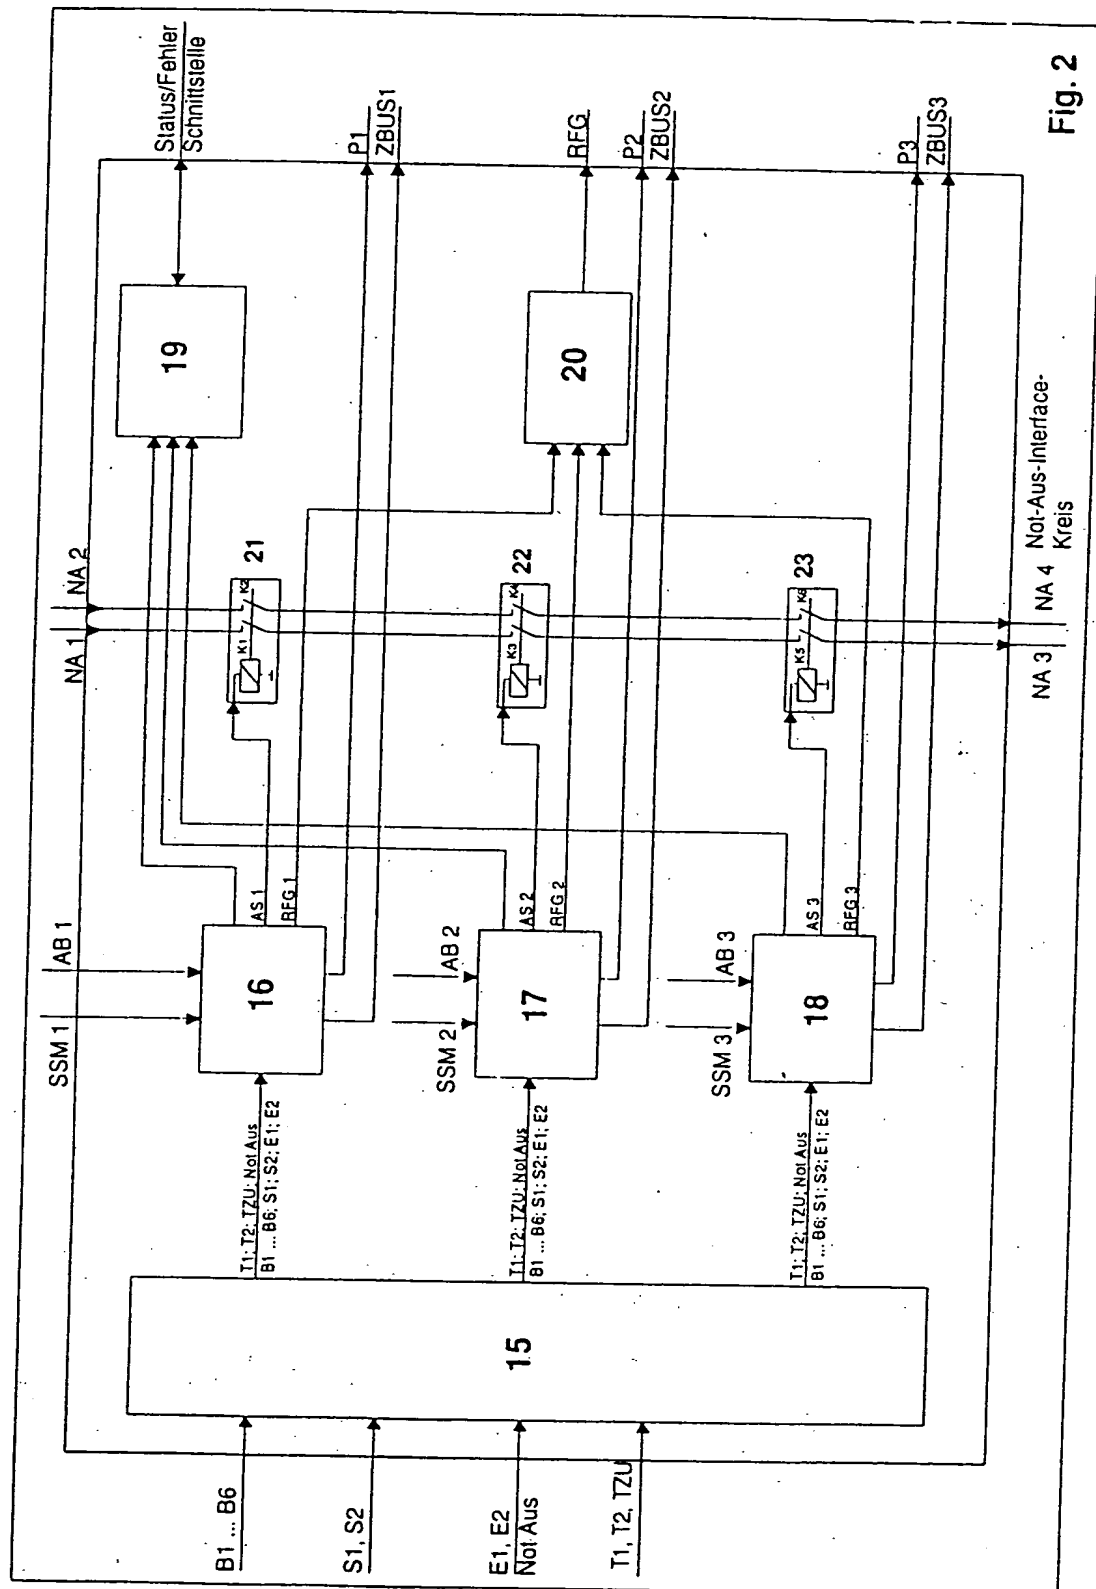 Status/Fehler
Schnittstelle
P1
ZBUS1
RFG
P2
ZBUS2
P3
ZBUS3
Fig. 2
19
20
NA 1
NA 2
21
K1
K2
22
K3
K4
23
K5
K6
NA 3
NA 4
Not-Aus-Interface-
Kreis
SSM 1
AB 1
16
AS 1
RFG 1
SSM 2
AB 2
17
AS 2
RFG 2
SSM 3
AB 3
18
AS 3
RFG 3
T1; T2; TZU; Not Aus
B1 ... B6; S1; S2; E1; E2
T1; T2; TZU; Not Aus
B1 ... B6; S1; S2; E1; E2
T1; T2; TZU; Not Aus
B1 ... B6; S1; S2; E1; E2
15
B1 ... B6
S1, S2
E1, E2
Not Aus
T1, T2, TZU